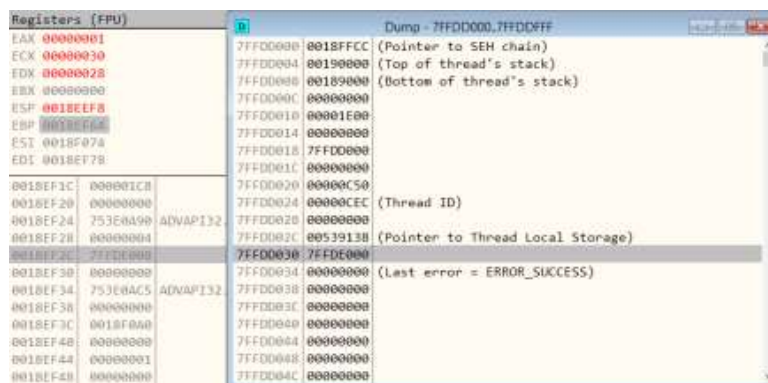 Registers (FPU)
EAX 00000001
ECX 00000030
EDX 00000028
EBX 00000000
ESP 0018EEF8
EBP
ESI 0018F074
EDI 0018EF78
0018EF1C 000001C8
0018EF20 00000000
0018EF24 753E0A90 ADVAPI32.
0018EF28 00000004
0018EF2C 7FFDE000
0018EF30 00000000
0018EF34 753E0AC5 ADVAPI32.
0018EF38 00000000
0018EF3C 0018F0A0
0018EF40 00000000
0018EF44 00000001
0018EF48 00000000
D Dump - 7FFDD000..7FFDDFFF
7FFDD000 0018FFCC (Pointer to SEH chain)
7FFDD004 00190000 (Top of thread's stack)
7FFDD008 00189000 (Bottom of thread's stack)
7FFDD00C 00000000
7FFDD010 00001E00
7FFDD014 00000000
7FFDD018 7FFDD000
7FFDD01C 00000000
7FFDD020 00000C50
7FFDD024 00000CEC (Thread ID)
7FFDD028 00000000
7FFDD02C 00539138 (Pointer to Thread Local Storage)
7FFDD030 7FFDE000
7FFDD034 00000000 (Last error = ERROR_SUCCESS)
7FFDD038 00000000
7FFDD03C 00000000
7FFDD040 00000000
7FFDD044 00000000
7FFDD048 00000000
7FFDD04C 00000000